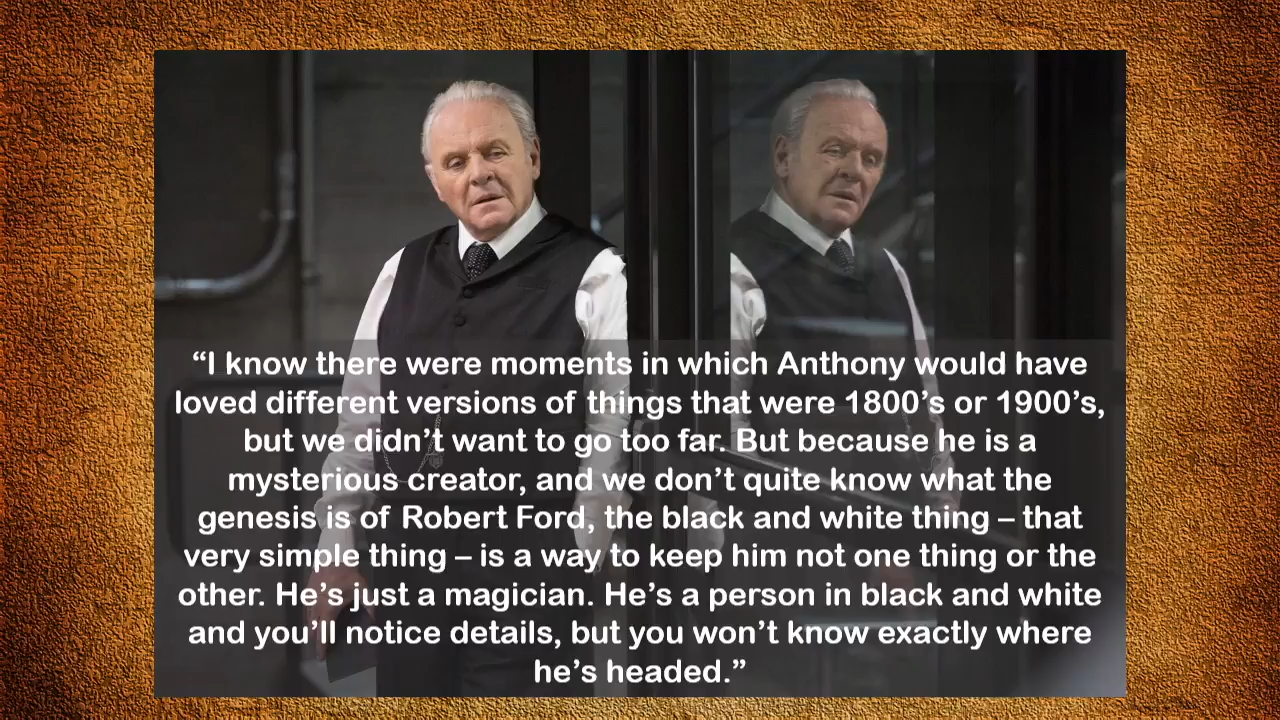 “I know there were moments in which Anthony would have
loved different versions of things that were 1800’s or 1900’s,
but we didn’t want to go too far. But because he is a
mysterious creator, and we don’t quite know what the
genesis is of Robert Ford, the black and white thing – that
very simple thing – is a way to keep him not one thing or the
other. He’s just a magician. He’s a person in black and white
and you’ll notice details, but you won’t know exactly where
he’s headed.”